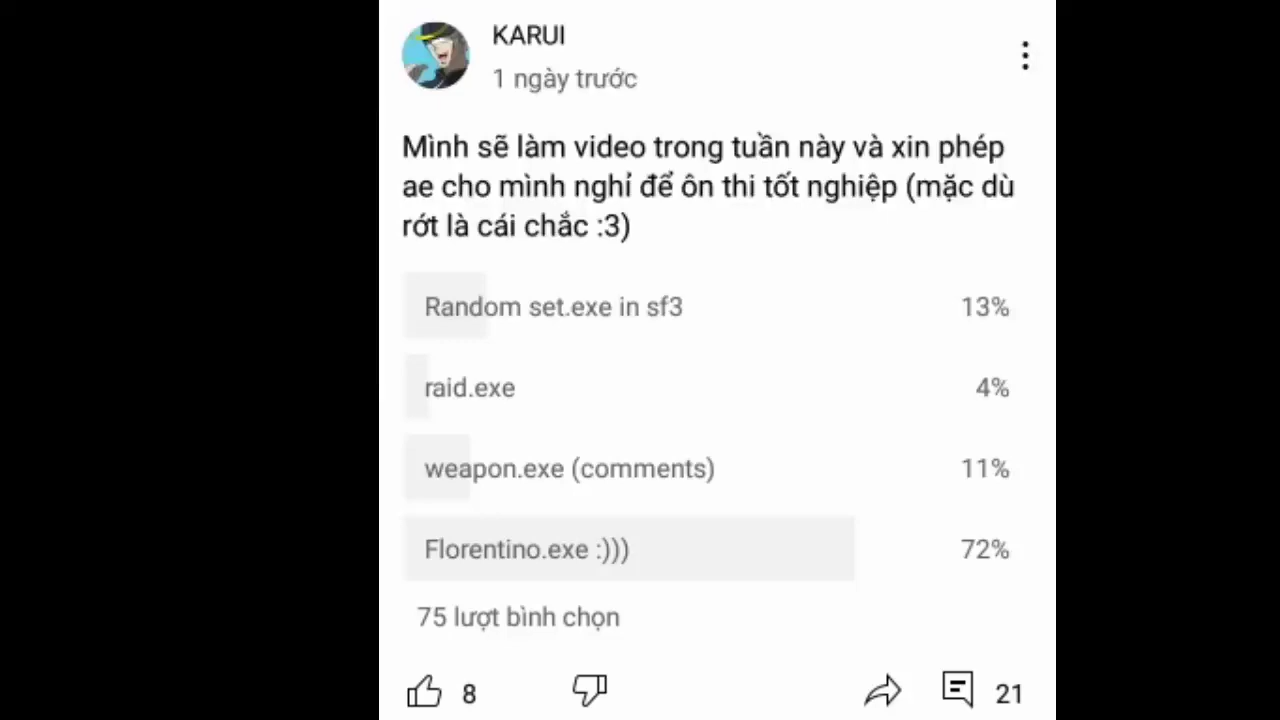 KARUI
1 ngày trước
Mình sẽ làm video trong tuần này và xin phép
ae cho mình nghỉ để ôn thi tốt nghiệp (mặc dù
rớt là cái chắc :3)
Random set.exe in sf3 13%
raid.exe 4%
weapon.exe (comments) 11%
Florentino.exe :))) 72%
75 lượt bình chọn
8 21